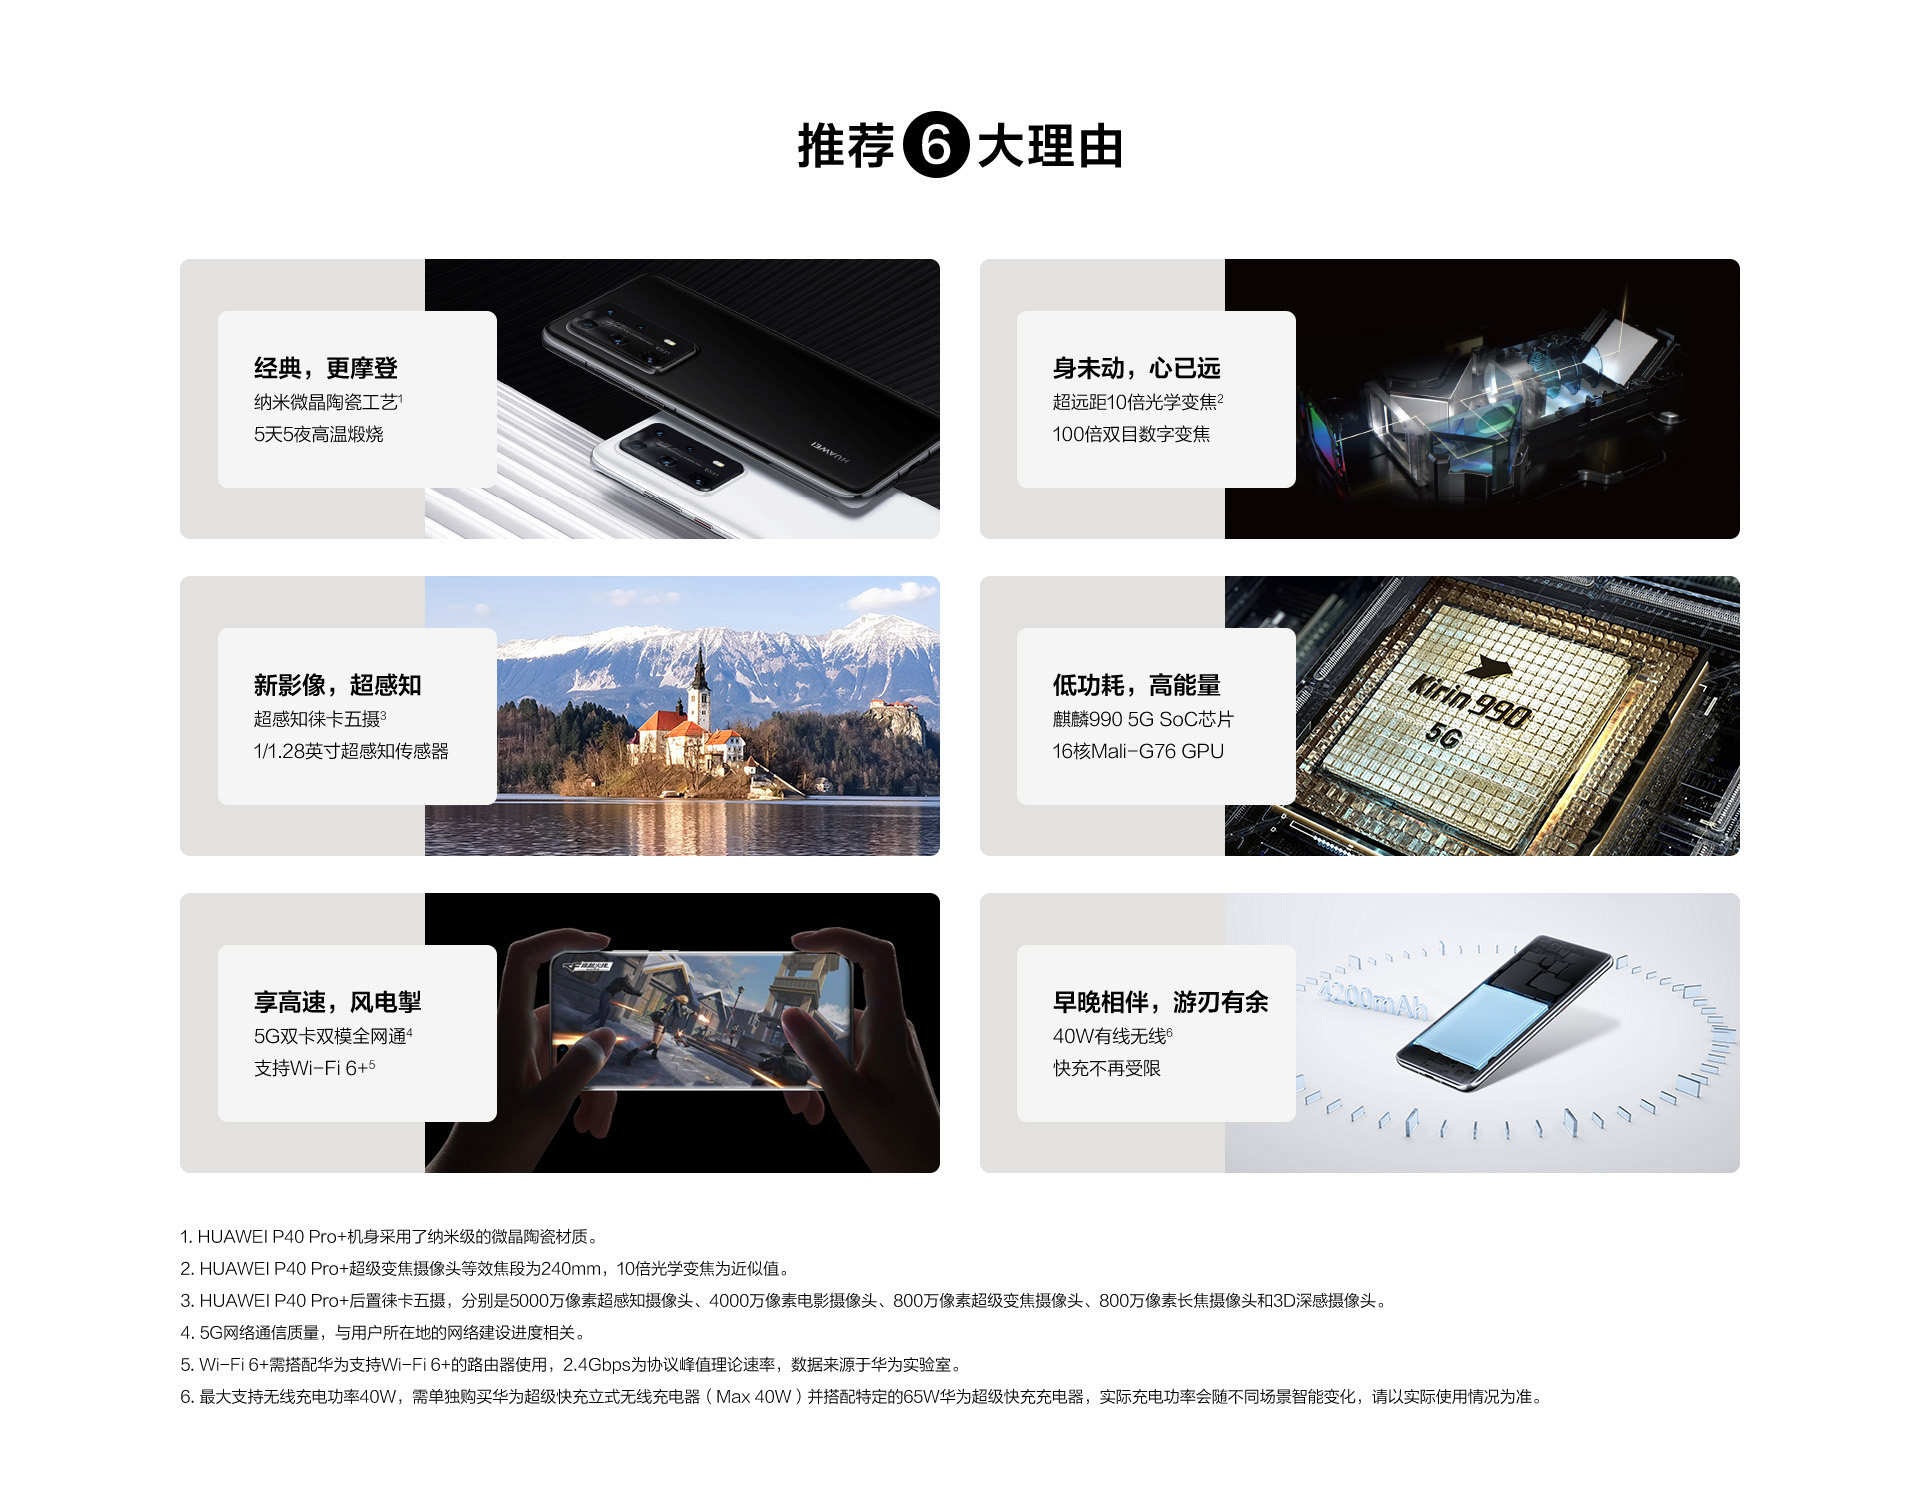 推荐6大理由
经典，更摩登
纳米微晶陶瓷工艺1
5天5夜高温煅烧
HUAWEI
LEICA
身未动，心已远
超远距10倍光学变焦2
100倍双目数字变焦
新影像，超感知
超感知徕卡五摄3
1/1.28英寸超感知传感器
低功耗，高能量
麒麟990 5G SoC芯片
16核Mali-G76 GPU
Kirin 990
5G
享高速，风电掣
5G双卡双模全网通4
支持Wi-Fi 6+5
穿越火线
早晚相伴，游刃有余
40W有线无线6
快充不再受限
4200mAh
1. HUAWEI P40 Pro+机身采用了纳米级的微晶陶瓷材质。
2. HUAWEI P40 Pro+超级变焦摄像头等效焦段为240mm，10倍光学变焦为近似值。
3. HUAWEI P40 Pro+后置徕卡五摄，分别是5000万像素超感知摄像头、4000万像素电影摄像头、800万像素超级变焦摄像头、800万像素长焦摄像头和3D深感摄像头。
4. 5G网络通信质量，与用户所在地的网络建设进度相关。
5. Wi-Fi 6+需搭配华为支持Wi-Fi 6+的路由器使用，2.4Gbps为协议峰值理论速率，数据来源于华为实验室。
6. 最大支持无线充电功率40W，需单独购买华为超级快充立式无线充电器（Max 40W）并搭配特定的65W华为超级快充充电器，实际充电功率会随不同场景智能变化，请以实际使用情况为准。